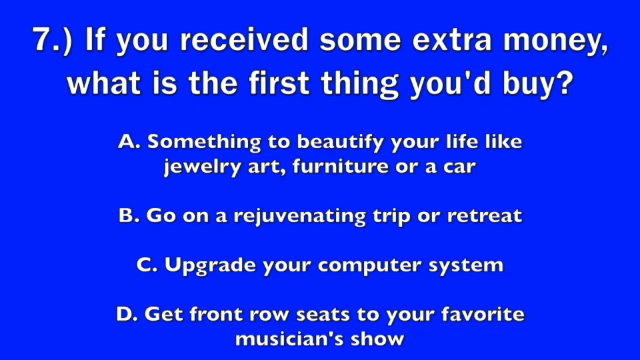 7.) If you received some extra money,
what is the first thing you'd buy?
A. Something to beautify your life like
jewelry art, furniture or a car
B. Go on a rejuvenating trip or retreat
C. Upgrade your computer system
D. Get front row seats to your favorite
musician's show